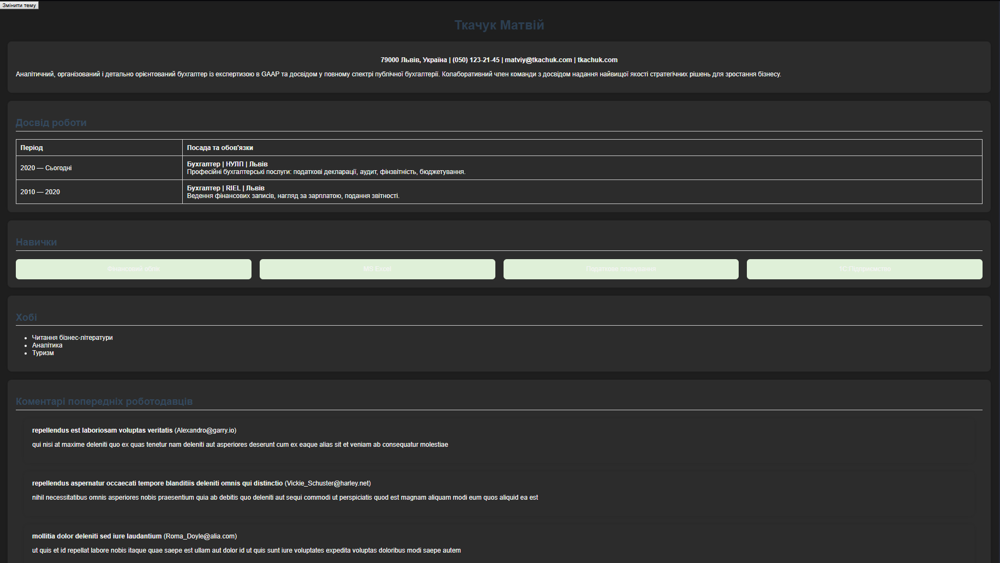 Змінити тему
Ткачук Матвій
79000 Львів, Україна | (050) 123-21-45 | matviy@tkachuk.com | tkachuk.com
Аналітичний, організований і детально орієнтований бухгалтер із експертизою в GAAP та досвідом у повному спектрі публічної бухгалтерії. Колаборативний член команди з досвідом надання найвищої якості стратегічних рішень для зростання бізнесу.
Досвід роботи
Період Посада та обов'язки
2020 — Сьогодні Бухгалтер | НУЛП | Львів
Професійні бухгалтерські послуги: податкові декларації, аудит, фінзвітність, бюджетування.
2010 — 2020 Бухгалтер | RIEL | Львів
Ведення фінансових записів, нагляд за зарплатою, подання звітності.
Навички
Фінансовий облік MS Excel Податкове планування 1С:Підприємство
Хобі
• Читання бізнес-літератури
• Аналітика
• Туризм
Коментарі попередніх роботодавців
repellendus est laboriosam voluptas veritatis (Alexandro@garry.io)
qui nisi at maxime deleniti quo ex quas tenetur nam deleniti aut asperiores deserunt cum ex eaque alias sit et veniam ab consequatur molestiae
repellendus aspernatur occaecati tempore blanditiis deleniti omnis qui distinctio (Vickie_Schuster@harley.net)
nihil necessitatibus omnis asperiores nobis praesentium quia ab debitis quo deleniti aut sequi commodi ut perspiciatis quod est magnam aliquam modi eum quos aliquid ea est
mollitia dolor deleniti sed iure laudantium (Roma_Doyle@alia.com)
ut quis et id repellat labore nobis itaque quae saepe est ullam aut dolor id ut quis sunt iure voluptates expedita voluptas doloribus modi saepe autem